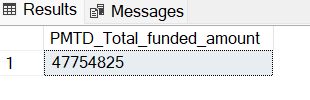 Results Messages
PMTD_Total_funded_amount
1 47754825